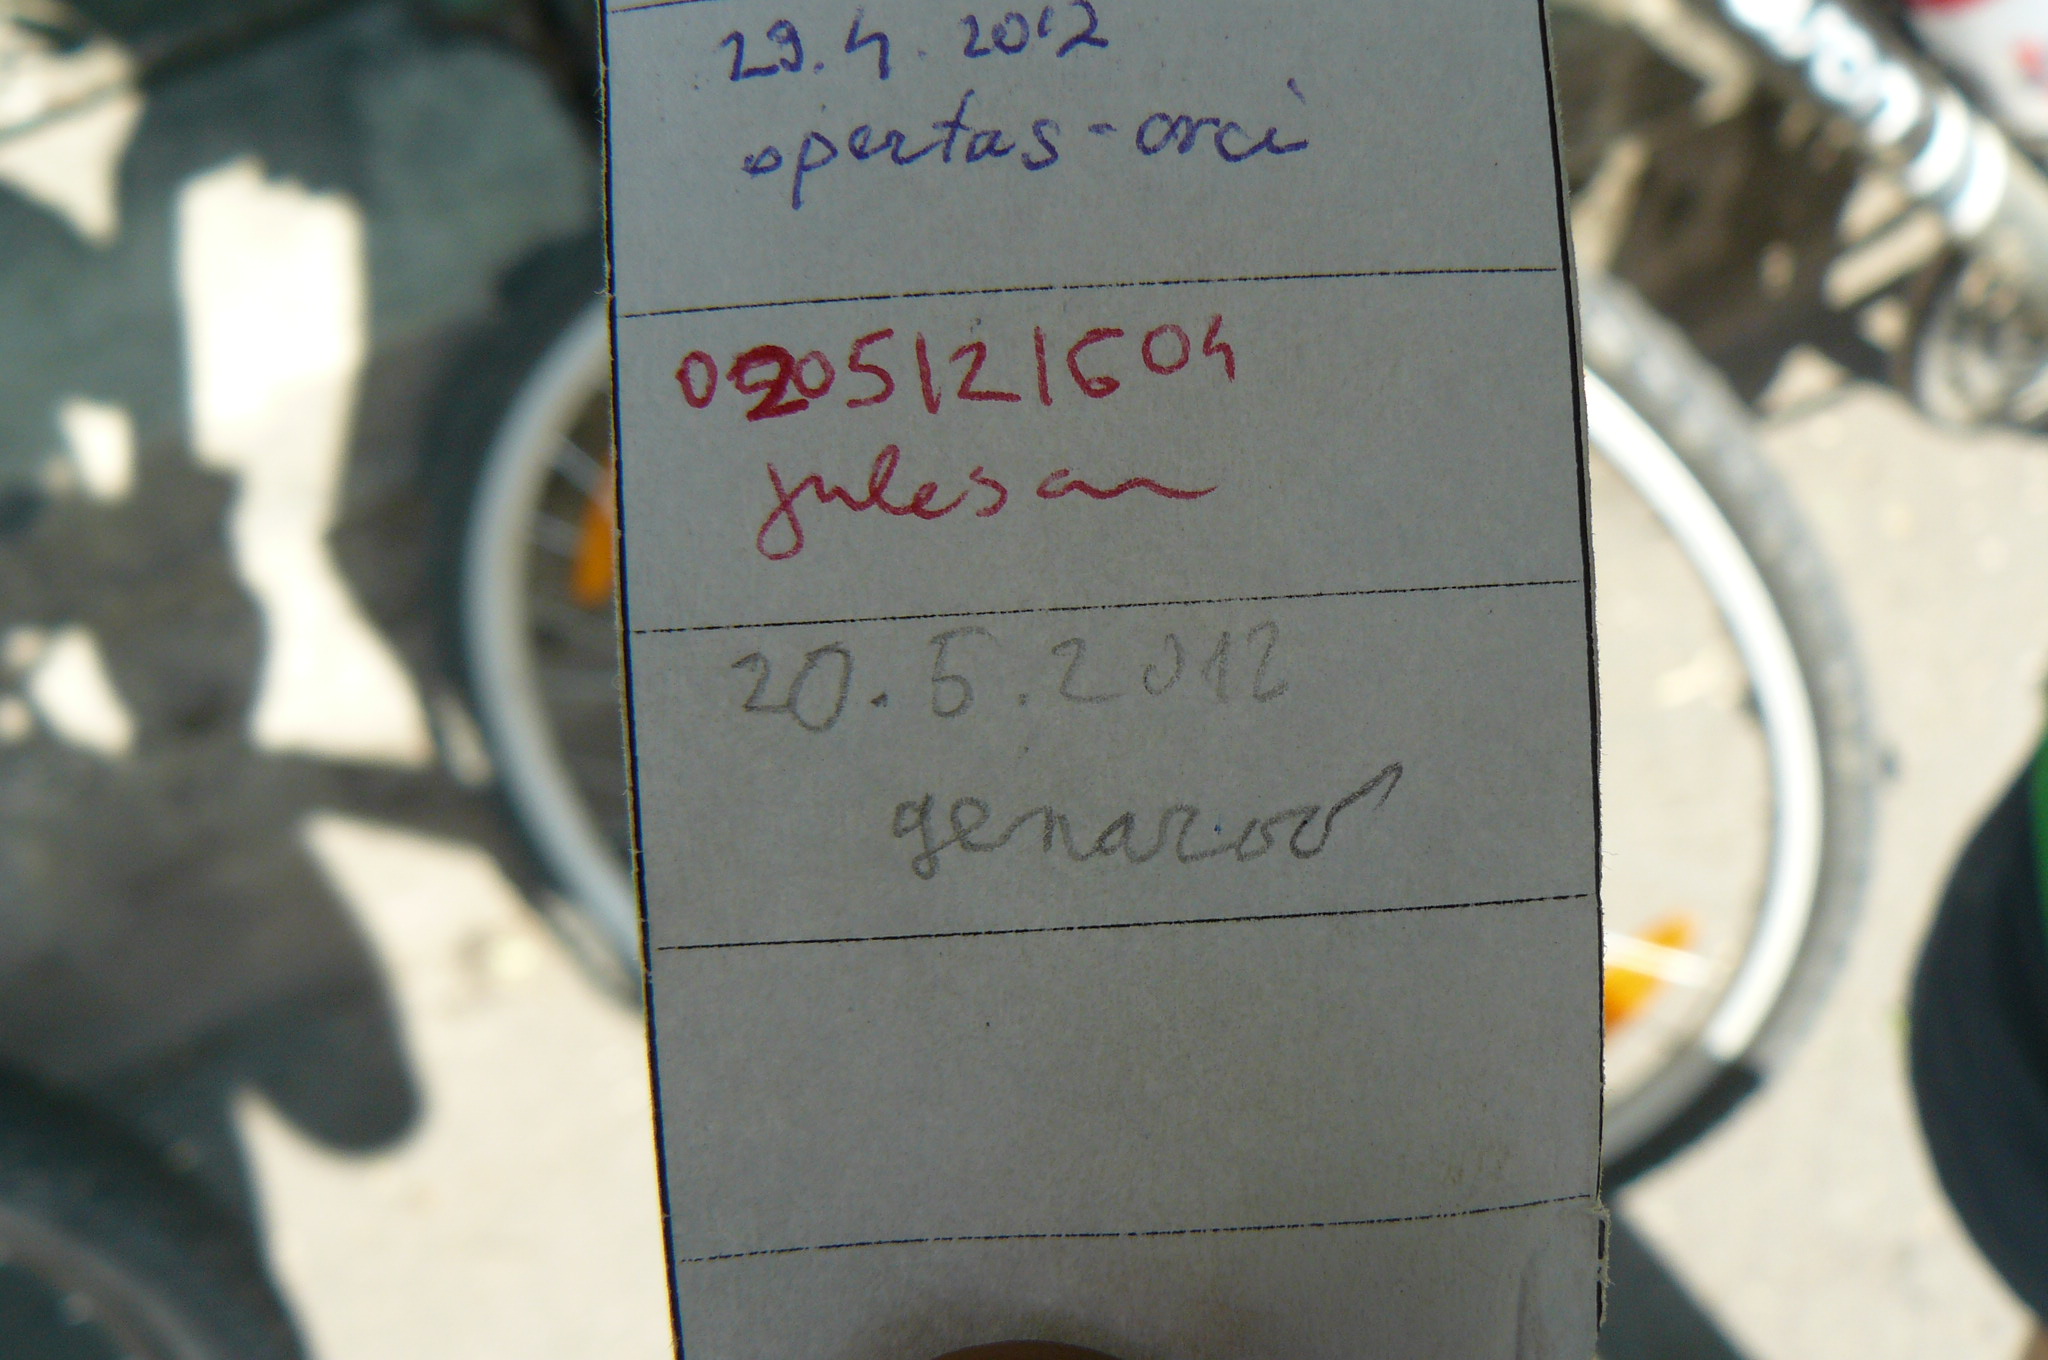 29.4.2012
opertas-orci
0205121604
julesan
20.5.2012
genaroo